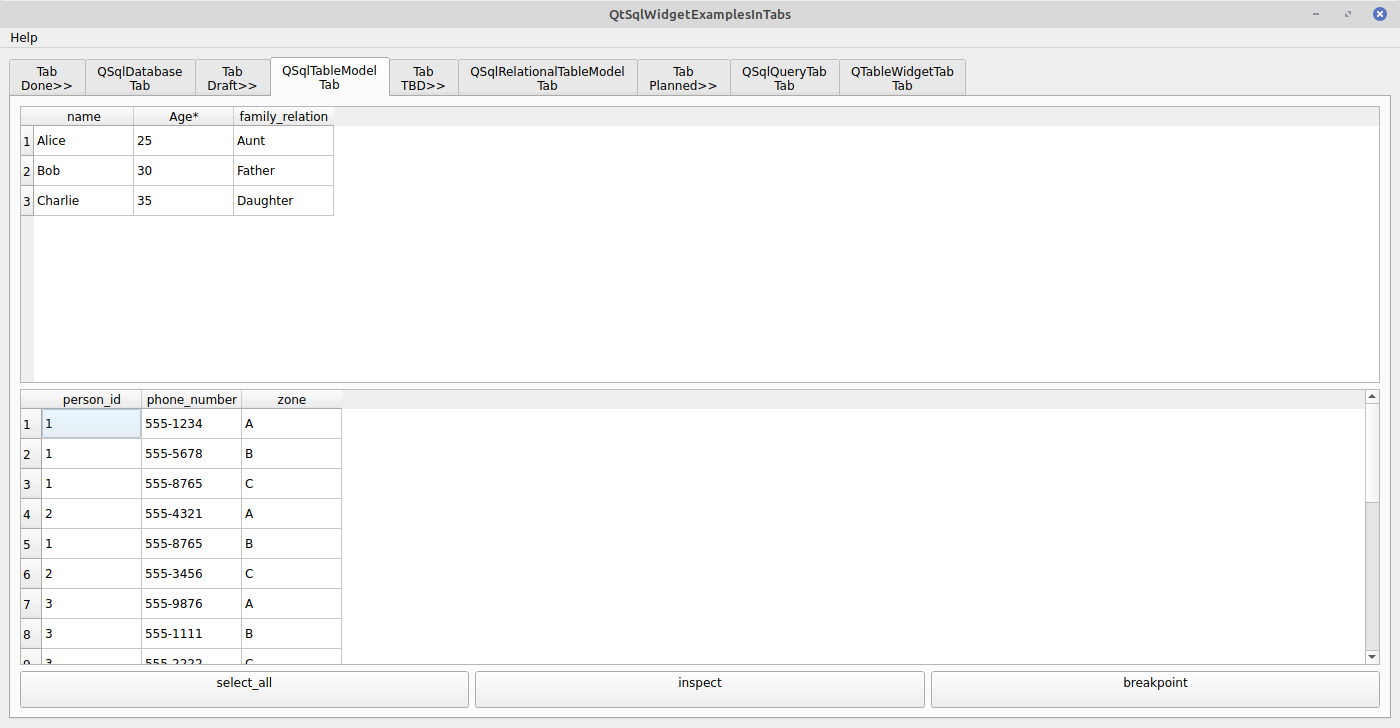 QtSqlWidgetExamplesInTabs
Help
Tab Done>> QSqlDatabase Tab Tab Draft>> QSqlTableModel Tab Tab TBD>> QSqlRelationalTableModel Tab Tab Planned>> QSqlQueryTab Tab QTableWidgetTab Tab
name Age* family_relation
1 Alice 25 Aunt
2 Bob 30 Father
3 Charlie 35 Daughter
person_id phone_number zone
1 1 555-1234 A
2 1 555-5678 B
3 1 555-8765 C
4 2 555-4321 A
5 1 555-8765 B
6 2 555-3456 C
7 3 555-9876 A
8 3 555-1111 B
9 3 555-2222 C
select_all inspect breakpoint